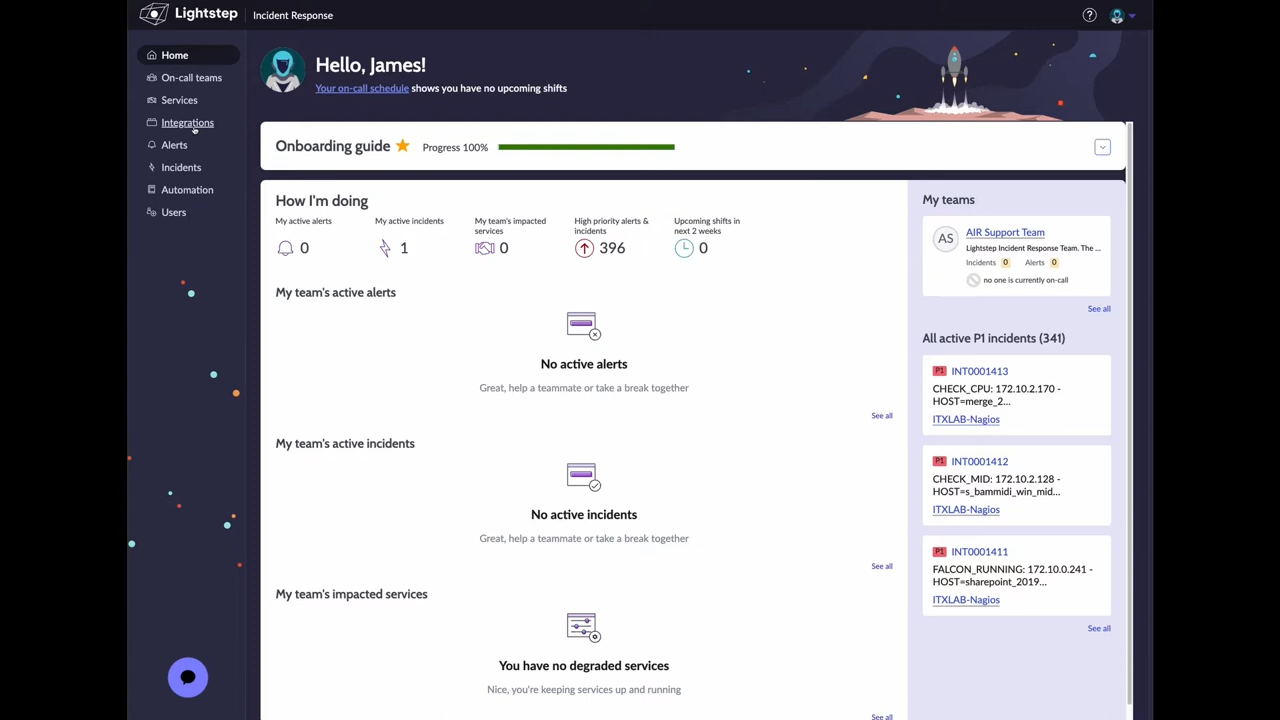 Lightstep
Incident Response
Home
On-call teams
Services
Integrations
Alerts
Incidents
Automation
Users
Hello, James!
Your on-call schedule shows you have no upcoming shifts
Onboarding guide
Progress 100%
How I'm doing
My active alerts
0
My active incidents
1
My team's impacted
services
0
High priority alerts &
incidents
396
Upcoming shifts in
next 2 weeks
0
My team's active alerts
No active alerts
Great, help a teammate or take a break together
See all
My team's active incidents
No active incidents
Great, help a teammate or take a break together
See all
My team's impacted services
You have no degraded services
Nice, you're keeping services up and running
See all
My teams
AS
AIR Support Team
Lightstep Incident Response Team. The ...
Incidents 0 Alerts 0
no one is currently on-call
See all
All active P1 incidents (341)
P1 INT0001413
CHECK_CPU: 172.10.2.170 -
HOST=merge_2...
ITXLAB-Nagios
P1 INT0001412
CHECK_MID: 172.10.2.128 -
HOST=s_bammidi_win_mid...
ITXLAB-Nagios
P1 INT0001411
FALCON_RUNNING: 172.10.0.241 -
HOST=sharepoint_2019...
ITXLAB-Nagios
See all